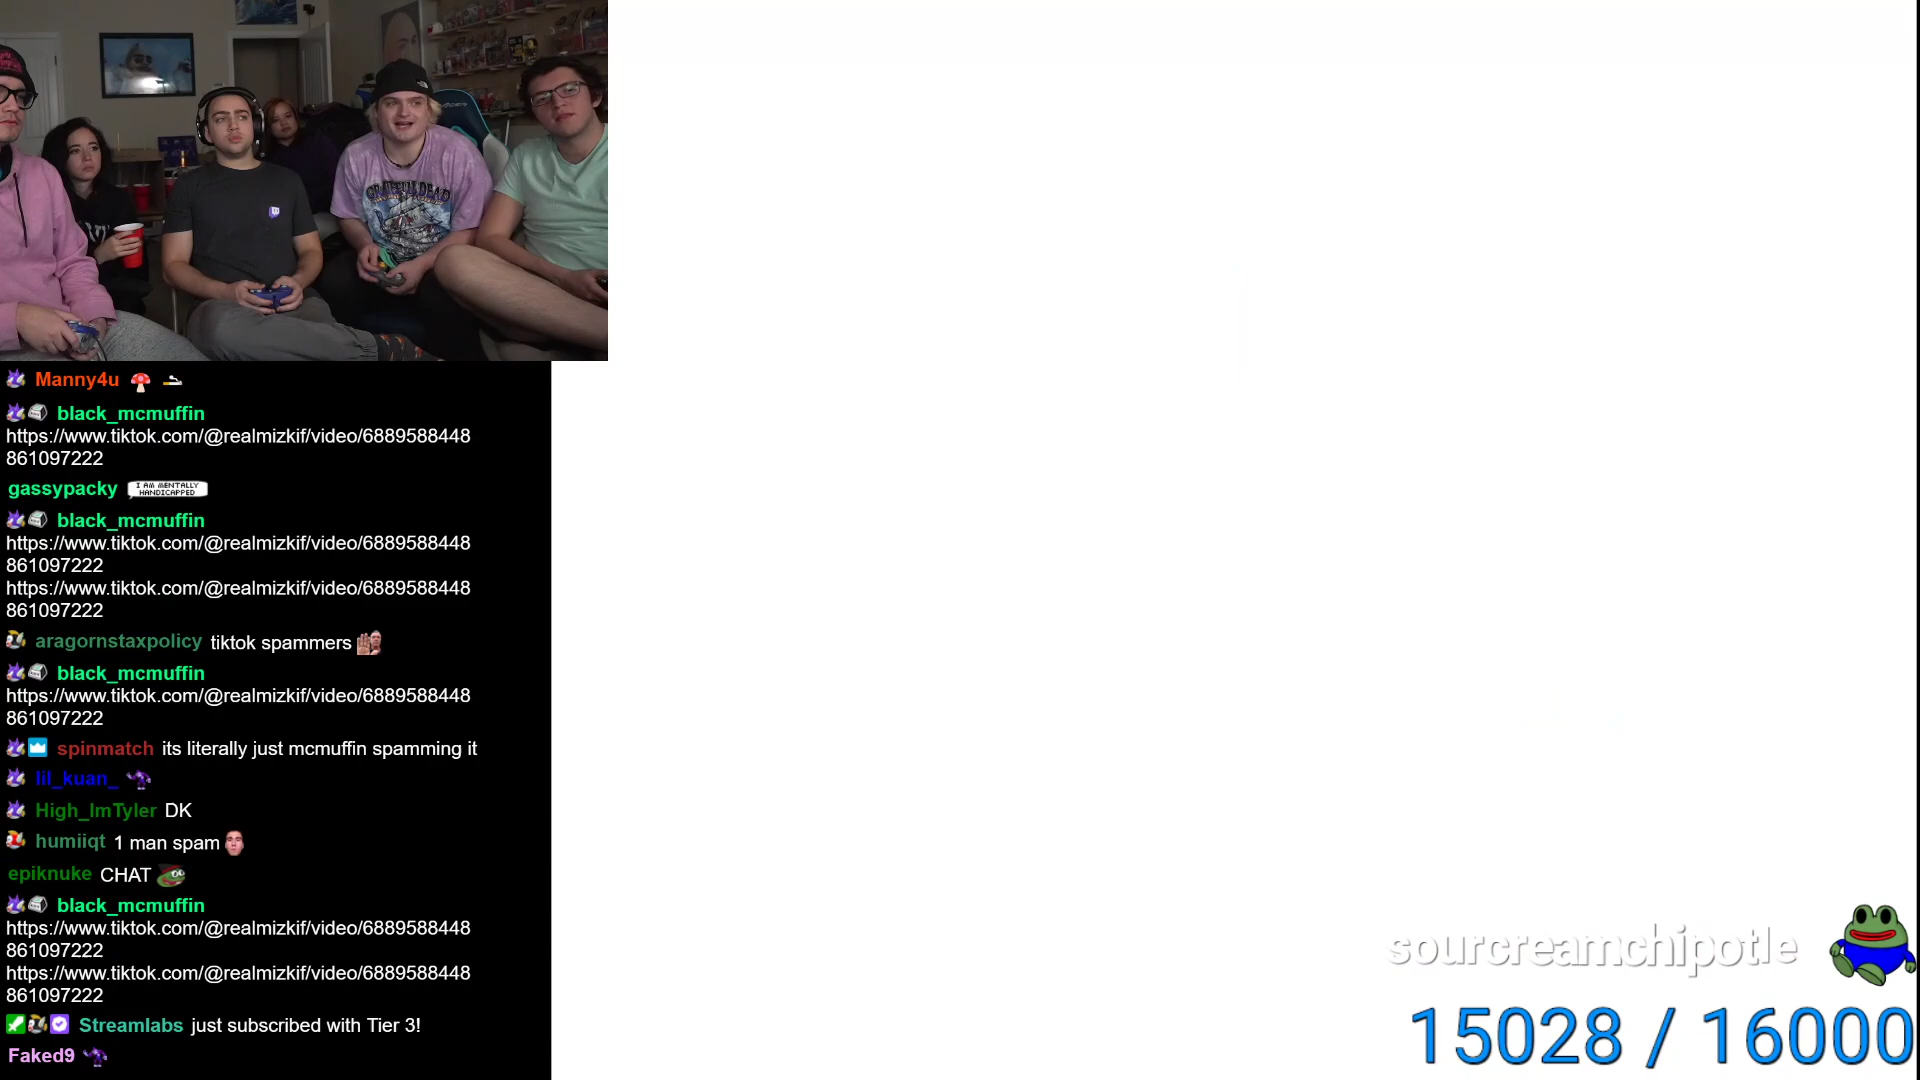 GRATEFUL DEAD
Manny4u
black_mcmuffin
https://www.tiktok.com/@realmizkif/video/6889588448
861097222
gassypacky I AM MENTALLY
HANDICAPPED
black_mcmuffin
https://www.tiktok.com/@realmizkif/video/6889588448
861097222
https://www.tiktok.com/@realmizkif/video/6889588448
861097222
aragornstaxpolicy tiktok spammers
black_mcmuffin
https://www.tiktok.com/@realmizkif/video/6889588448
861097222
spinmatch its literally just mcmuffin spamming it
lil_kuan_
High_ImTyler DK
humiiqt 1 man spam
epiknuke CHAT
black_mcmuffin
https://www.tiktok.com/@realmizkif/video/6889588448
861097222
https://www.tiktok.com/@realmizkif/video/6889588448
861097222
Streamlabs just subscribed with Tier 3!
Faked9
sourcreamchipotle
15028 / 16000